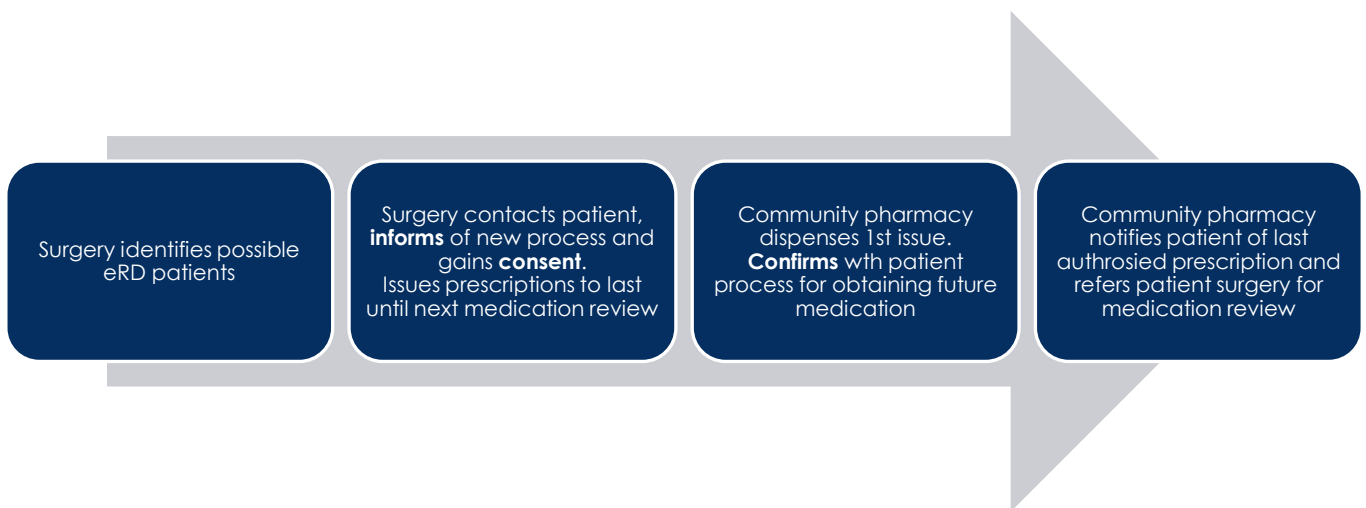 Surgery identifies possible
eRD patients
Surgery contacts patient,
informs of new process and
gains consent.
Issues prescriptions to last
until next medication review
Community pharmacy
dispenses 1st issue.
Confirms wth patient
process for obtaining future
medication
Community pharmacy
notifies patient of last
authrosied prescription and
refers patient surgery for
medication review